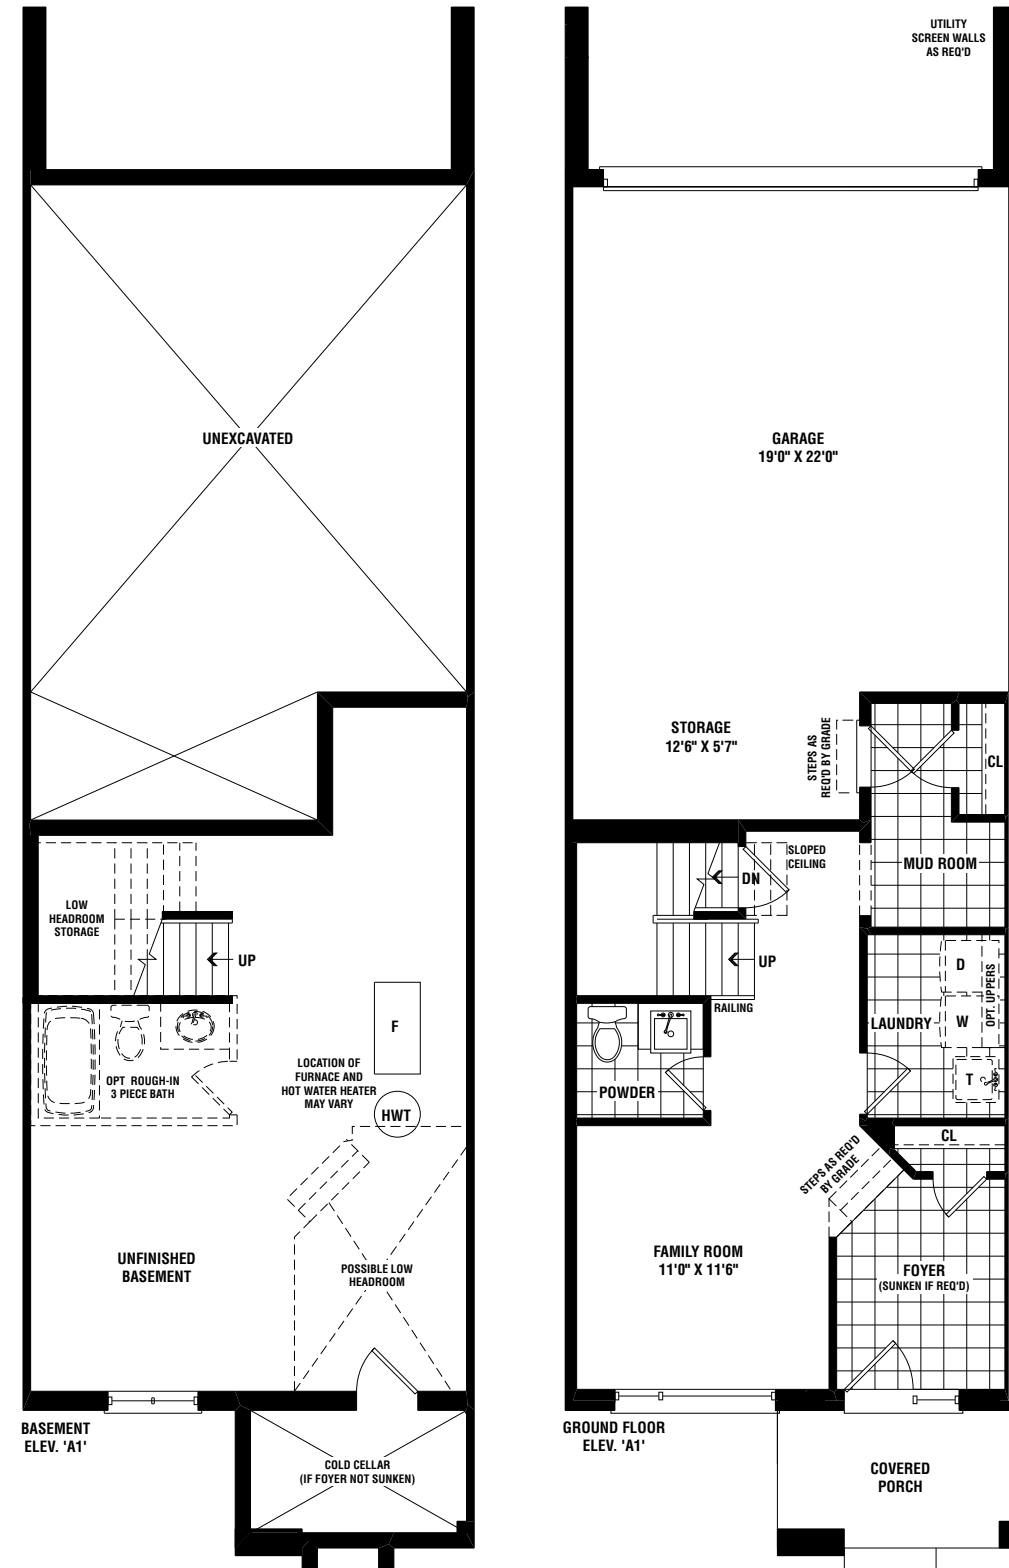 UNEXCAVATED
LOW
HEADROOM
STORAGE
UP
F
OPT ROUGH-IN
3 PIECE BATH
LOCATION OF
FURNACE AND
HOT WATER HEATER
MAY VARY
HWT
UNFINISHED
BASEMENT
POSSIBLE LOW
HEADROOM
BASEMENT
ELEV. 'A1'
COLD CELLAR
(IF FOYER NOT SUNKEN)
UTILITY
SCREEN WALLS
AS REQ'D
GARAGE
19'0" X 22'0"
STORAGE
12'6" X 5'7"
STEPS AS
REQ'D BY GRADE
CL
SLOPED
CEILING
DN
MUD ROOM
UP
RAILING
D
OPT. UPPERS
LAUNDRY
W
T
POWDER
CL
STEPS AS REQ'D
BY GRADE
FAMILY ROOM
11'0" X 11'6"
FOYER
(SUNKEN IF REQ'D)
GROUND FLOOR
ELEV. 'A1'
COVERED
PORCH